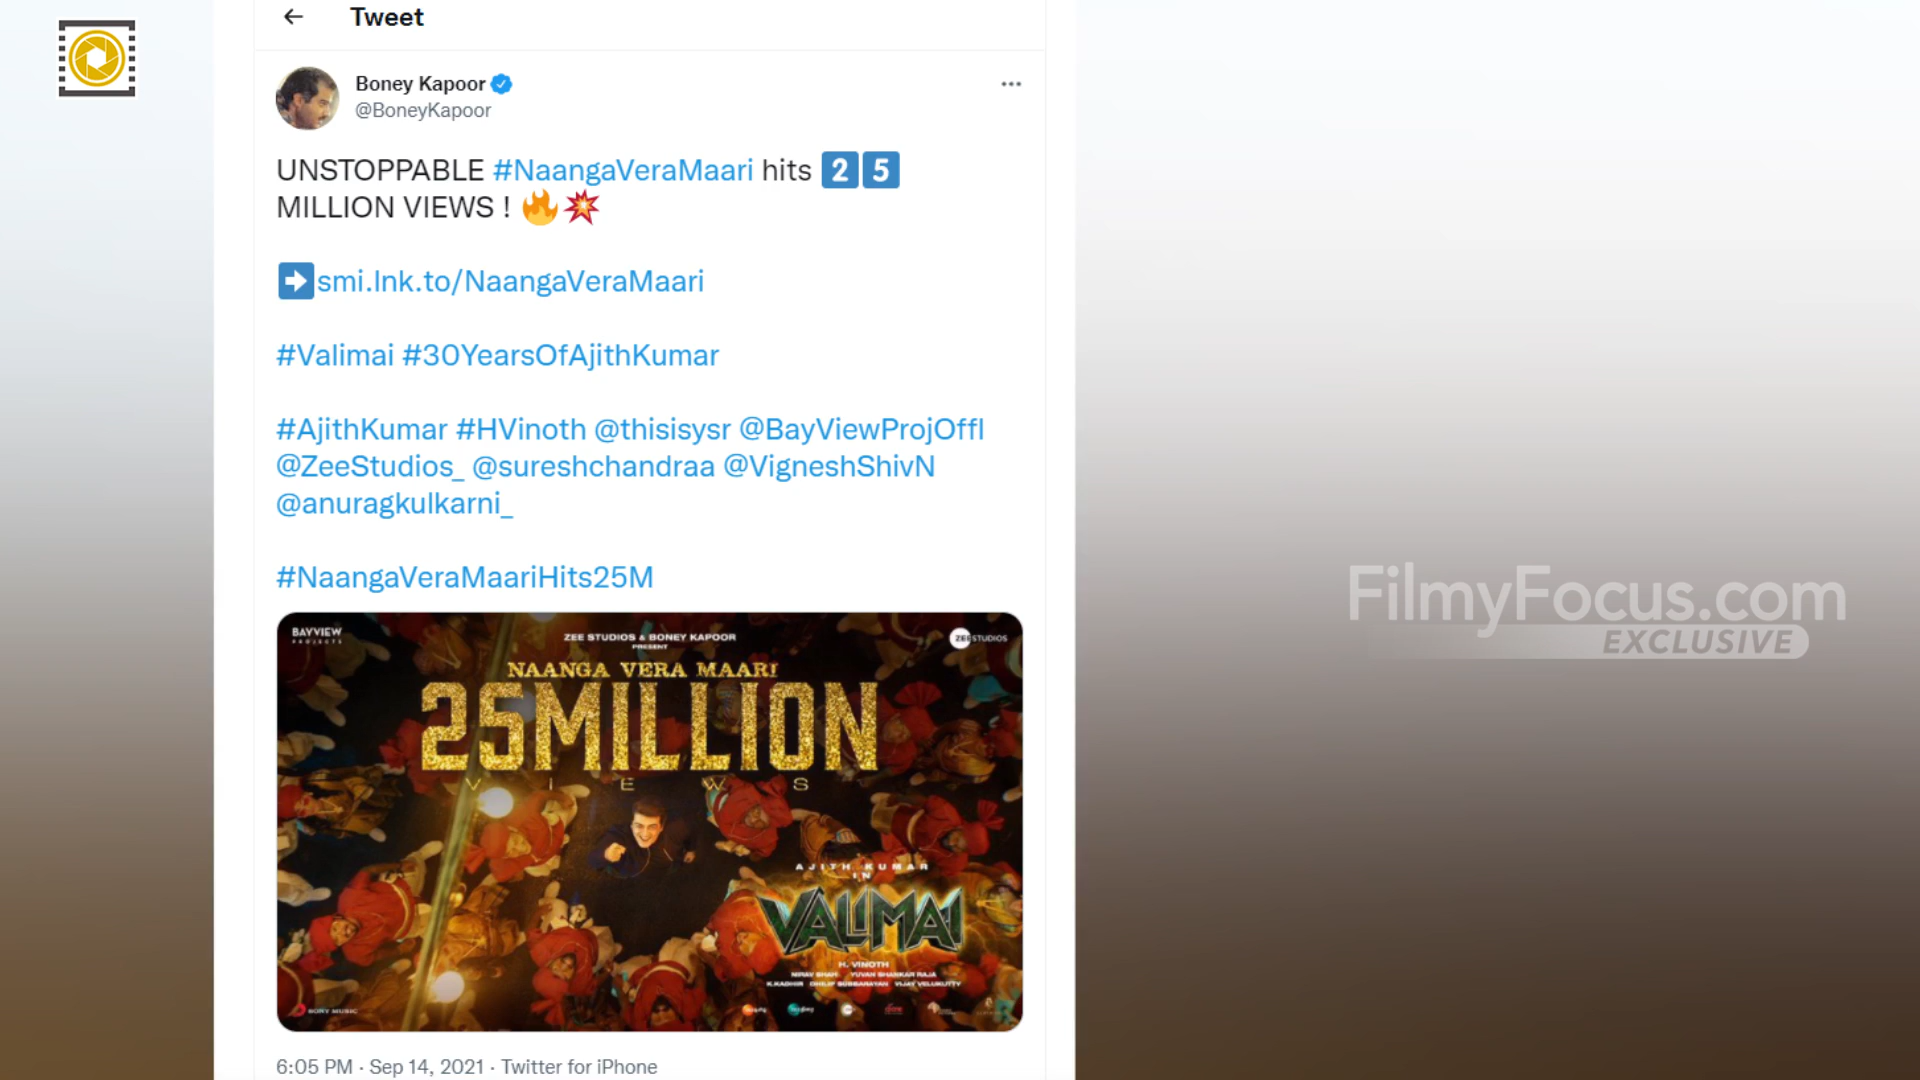 Tweet
Boney Kapoor
@BoneyKapoor
UNSTOPPABLE #NaangaVeraMaari hits 2️⃣5️⃣
MILLION VIEWS ! 🔥💥
➡️smi.lnk.to/NaangaVeraMaari
#Valimai #30YearsOfAjithKumar
#AjithKumar #HVinoth @thisisysr @BayViewProjOffl
@ZeeStudios_ @sureshchandraa @VigneshShivN
@anuragkulkarni_
#NaangaVeraMaariHits25M
BAYVIEW
PROJECTS
ZEE STUDIOS & BONEY KAPOOR
PRESENT
ZEE STUDIOS
NAANGA VERA MAARI
25 MILLION
VIEWS
AJITH KUMAR
IN
VALIMAI
H. VINOTH
NIRAV SHAH YUVAN SHANKAR RAJA
K.KADHIR DHILIP SUBBARAYAN VIJAY VELUKUTTY
SONY MUSIC
6:05 PM · Sep 14, 2021 · Twitter for iPhone
FilmyFocus.com
EXCLUSIVE